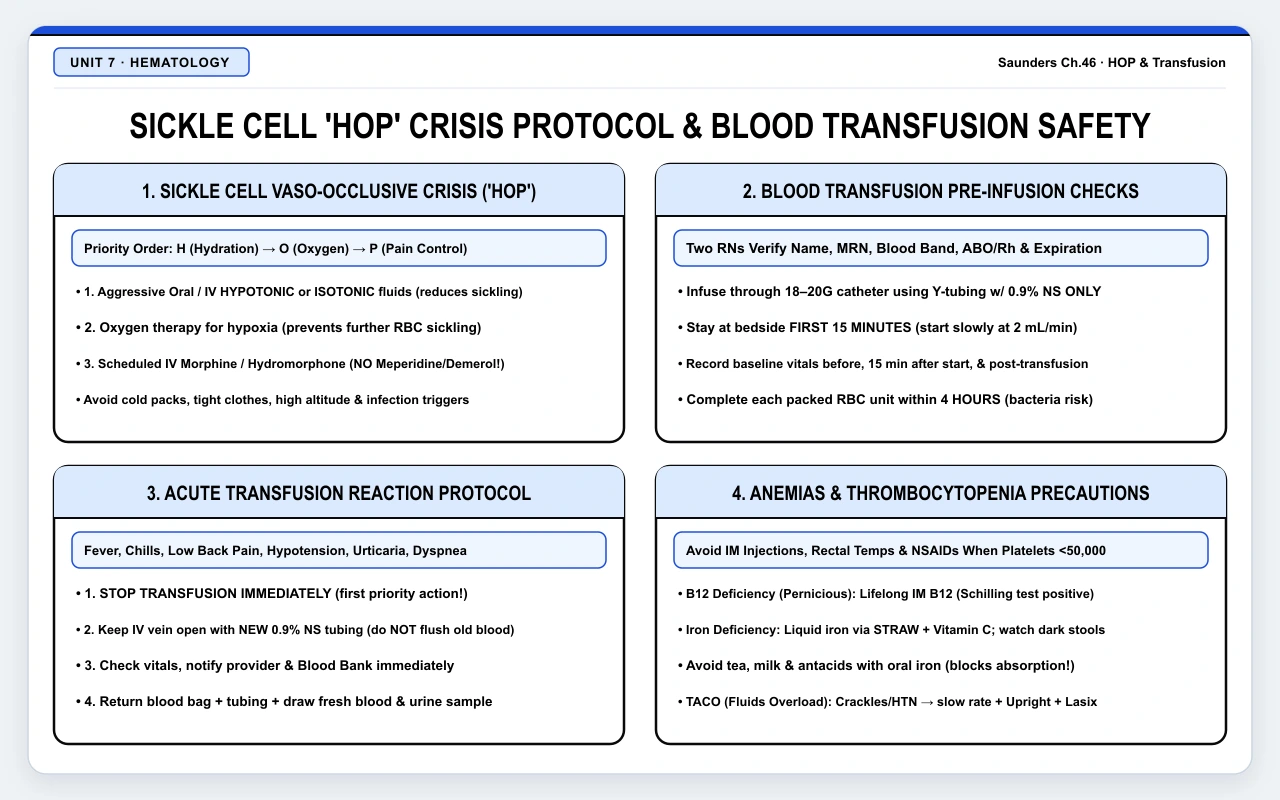 UNIT 7 · HEMATOLOGY
Saunders Ch.46 · HOP & Transfusion
SICKLE CELL 'HOP' CRISIS PROTOCOL & BLOOD TRANSFUSION SAFETY
1. SICKLE CELL VASO-OCCLUSIVE CRISIS ('HOP')
Priority Order: H (Hydration) → O (Oxygen) → P (Pain Control)
• 1. Aggressive Oral / IV HYPOTONIC or ISOTONIC fluids (reduces sickling)
• 2. Oxygen therapy for hypoxia (prevents further RBC sickling)
• 3. Scheduled IV Morphine / Hydromorphone (NO Meperidine/Demerol!)
• Avoid cold packs, tight clothes, high altitude & infection triggers
2. BLOOD TRANSFUSION PRE-INFUSION CHECKS
Two RNs Verify Name, MRN, Blood Band, ABO/Rh & Expiration
• Infuse through 18–20G catheter using Y-tubing w/ 0.9% NS ONLY
• Stay at bedside FIRST 15 MINUTES (start slowly at 2 mL/min)
• Record baseline vitals before, 15 min after start, & post-transfusion
• Complete each packed RBC unit within 4 HOURS (bacteria risk)
3. ACUTE TRANSFUSION REACTION PROTOCOL
Fever, Chills, Low Back Pain, Hypotension, Urticaria, Dyspnea
• 1. STOP TRANSFUSION IMMEDIATELY (first priority action!)
• 2. Keep IV vein open with NEW 0.9% NS tubing (do NOT flush old blood)
• 3. Check vitals, notify provider & Blood Bank immediately
• 4. Return blood bag + tubing + draw fresh blood & urine sample
4. ANEMIAS & THROMBOCYTOPENIA PRECAUTIONS
Avoid IM Injections, Rectal Temps & NSAIDs When Platelets <50,000
• B12 Deficiency (Pernicious): Lifelong IM B12 (Schilling test positive)
• Iron Deficiency: Liquid iron via STRAW + Vitamin C; watch dark stools
• Avoid tea, milk & antacids with oral iron (blocks absorption!)
• TACO (Fluids Overload): Crackles/HTN → slow rate + Upright + Lasix